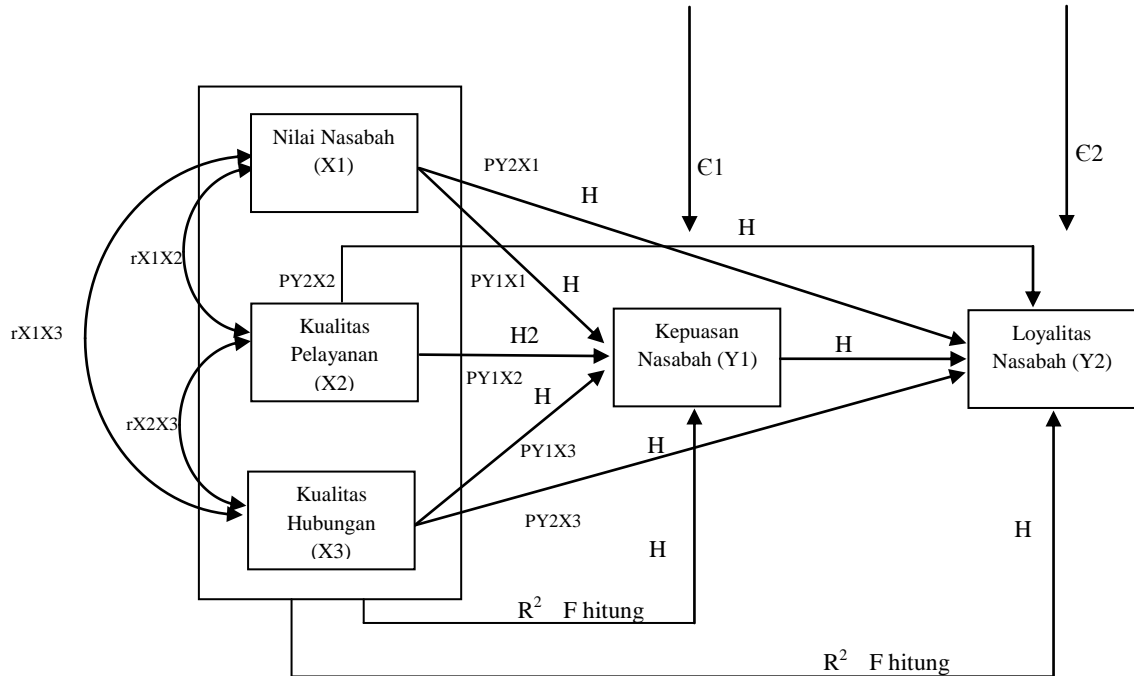 Є1
Є2
Nilai Nasabah
(X1)
PY2X1
H
H
rX1X2
PY2X2
PY1X1
H
rX1X3
Kualitas
Pelayanan
(X2)
H2
PY1X2
Kepuasan
Nasabah (Y1)
H
Loyalitas
Nasabah (Y2)
H
rX2X3
PY1X3
H
Kualitas
Hubungan
(X3)
PY2X3
H
H
R² F hitung
R² F hitung